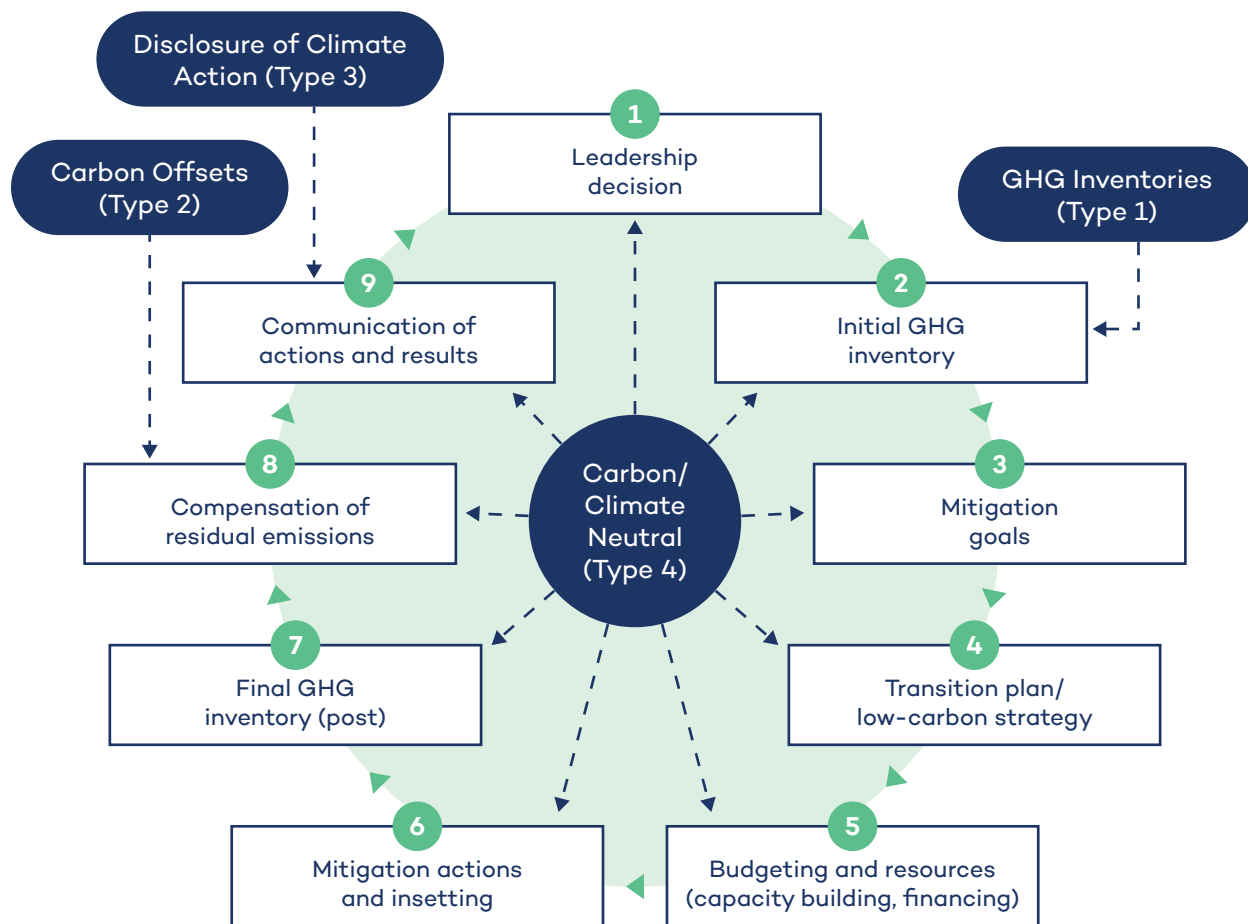 Disclosure of Climate
Action (Type 3)
Carbon Offsets
(Type 2)
GHG Inventories
(Type 1)
1
Leadership
decision
2
Initial GHG
inventory
3
Mitigation
goals
4
Transition plan/
low-carbon strategy
5
Budgeting and resources
(capacity building, financing)
6
Mitigation actions
and insetting
7
Final GHG
inventory (post)
8
Compensation of
residual emissions
9
Communication of
actions and results
Carbon/
Climate
Neutral
(Type 4)